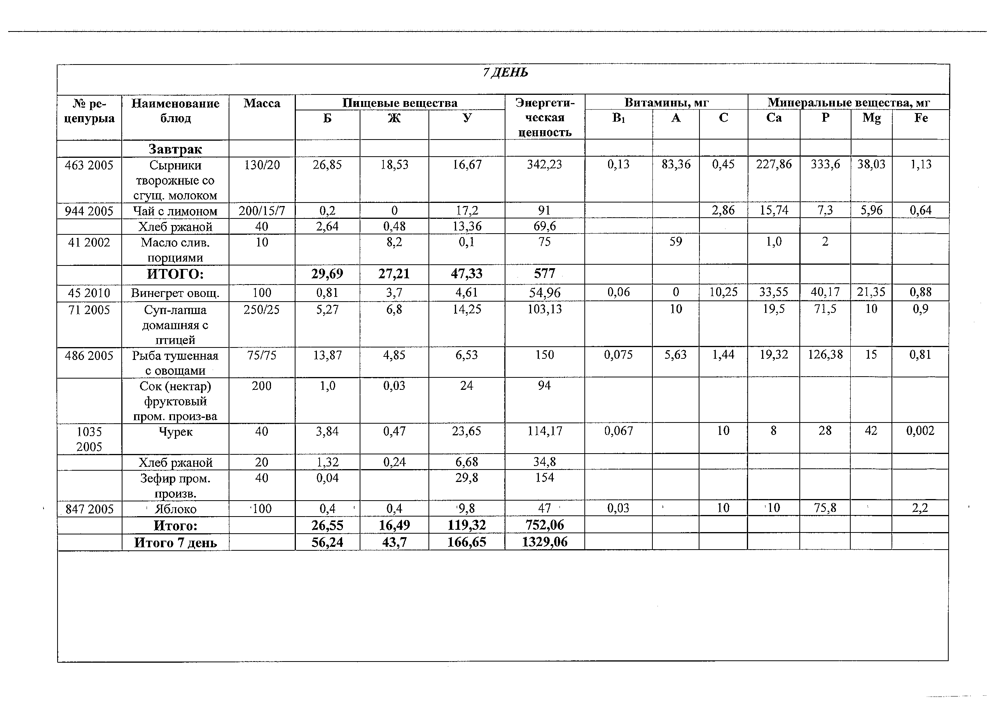 7 ДЕНЬ
№ ре- Наименование Масса Пищевые вещества Энергети- Витамины, мг Минеральные вещества, мг
цепурыа блюд Б Ж У ческая B1 А С Са Р Mg Fe
ценность
Завтрак
463 2005 Сырники 130/20 26,85 18,53 16,67 342,23 0,13 83,36 0,45 227,86 333,6 38,03 1,13
творожные со
сгущ. молоком
944 2005 Чай с лимоном 200/15/7 0,2 0 17,2 91 2,86 15,74 7,3 5,96 0,64
Хлеб ржаной 40 2,64 0,48 13,36 69,6
41 2002 Масло слив. 10 8,2 0,1 75 59 1,0 2
порциями
ИТОГО: 29,69 27,21 47,33 577
45 2010 Винегрет овощ. 100 0,81 3,7 4,61 54,96 0,06 0 10,25 33,55 40,17 21,35 0,88
71 2005 Суп-лапша 250/25 5,27 6,8 14,25 103,13 10 19,5 71,5 10 0,9
домашняя с
птицей
486 2005 Рыба тушенная 75/75 13,87 4,85 6,53 150 0,075 5,63 1,44 19,32 126,38 15 0,81
с овощами
Сок (нектар) 200 1,0 0,03 24 94
фруктовый
пром. произ-ва
1035 Чурек 40 3,84 0,47 23,65 114,17 0,067 10 8 28 42 0,002
2005
Хлеб ржаной 20 1,32 0,24 6,68 34,8
Зефир пром. 40 0,04 29,8 154
произв.
847 2005 Яблоко 100 0,4 0,4 9,8 47 0,03 10 10 75,8 2,2
Итого: 26,55 16,49 119,32 752,06
Итого 7 день 56,24 43,7 166,65 1329,06